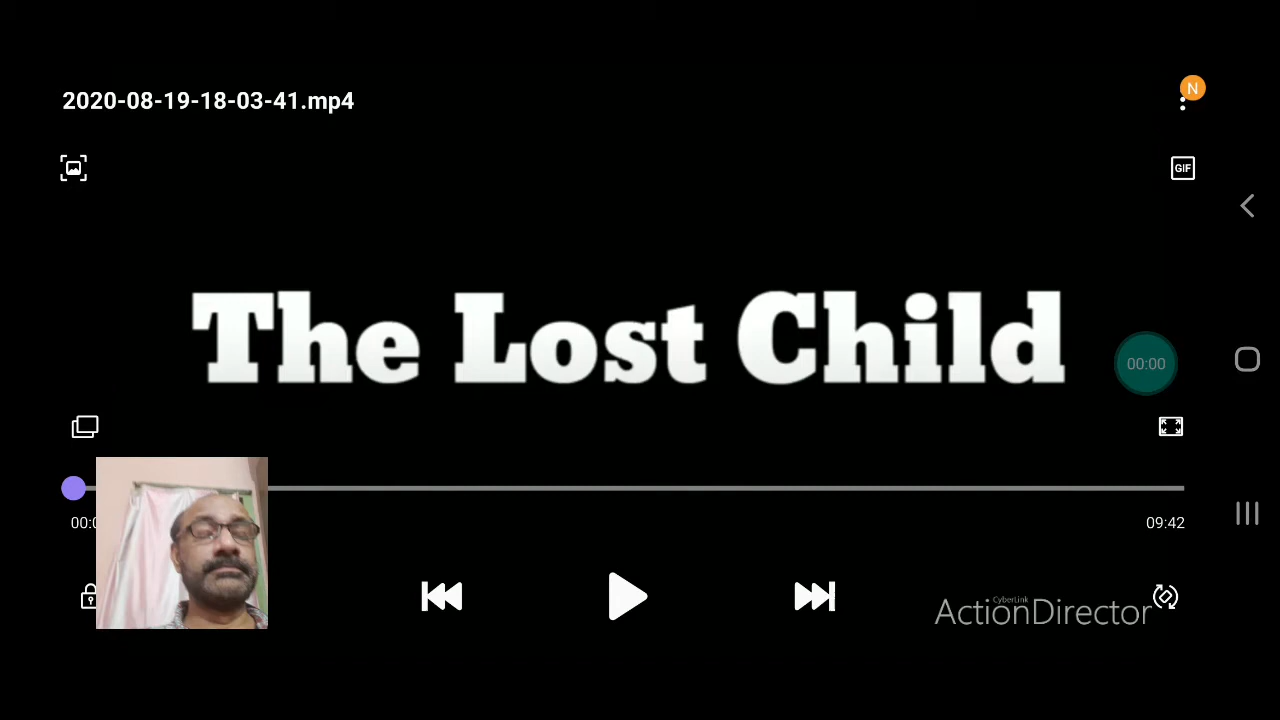 2020-08-19-18-03-41.mp4
N
GIF
The Lost Child
00:00
09:42
CyberLink
ActionDirector